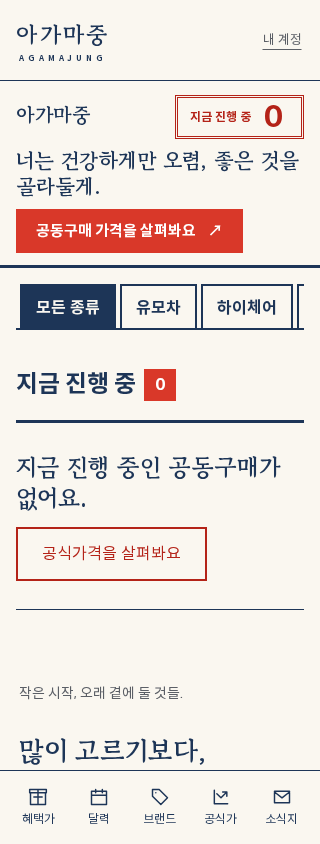 아가마중
AGAMAJUNG
내 계정
아가마중
지금 진행 중 0
너는 건강하게만 오렴, 좋은 것을
골라둘게.
공동구매 가격을 살펴봐요 ↗
모든 종류
유모차
하이체어
지금 진행 중 0
지금 진행 중인 공동구매가
없어요.
공식가격을 살펴봐요
작은 시작, 오래 곁에 둘 것들.
많이 고르기보다,
혜택가
달력
브랜드
공식가
소식지